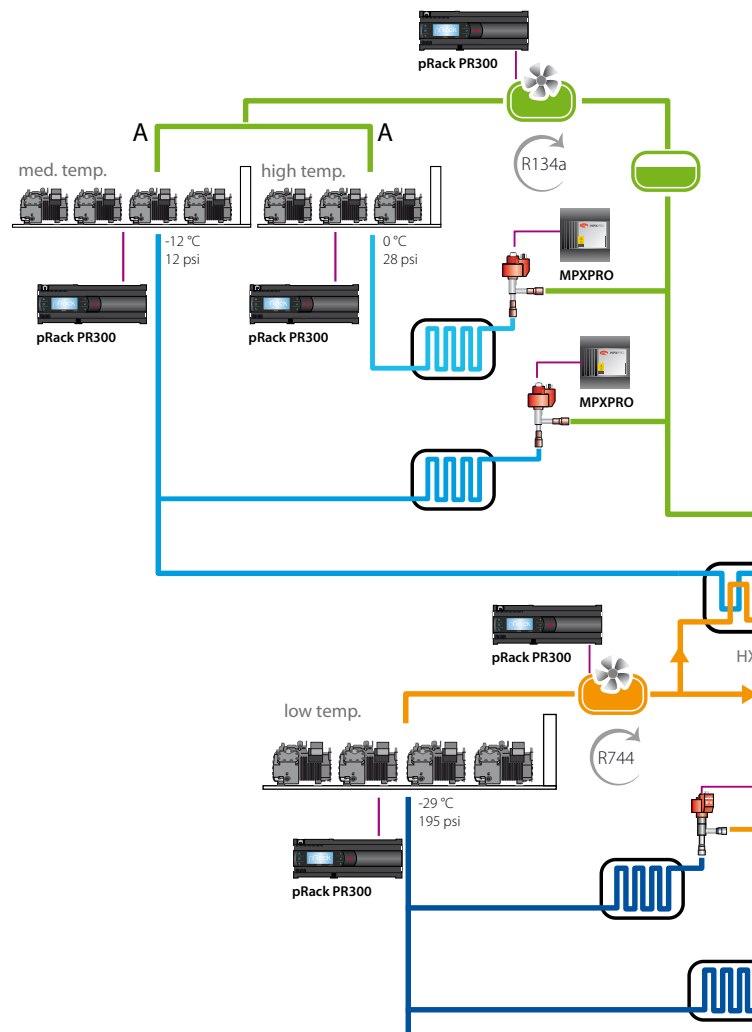 pRack PR300
A
A
med. temp.
high temp.
R134a
-12 °C
12 psi
0 °C
28 psi
MPXPRO
pRack PR300
pRack PR300
MPXPRO
pRack PR300
HX
low temp.
R744
-29 °C
195 psi
pRack PR300